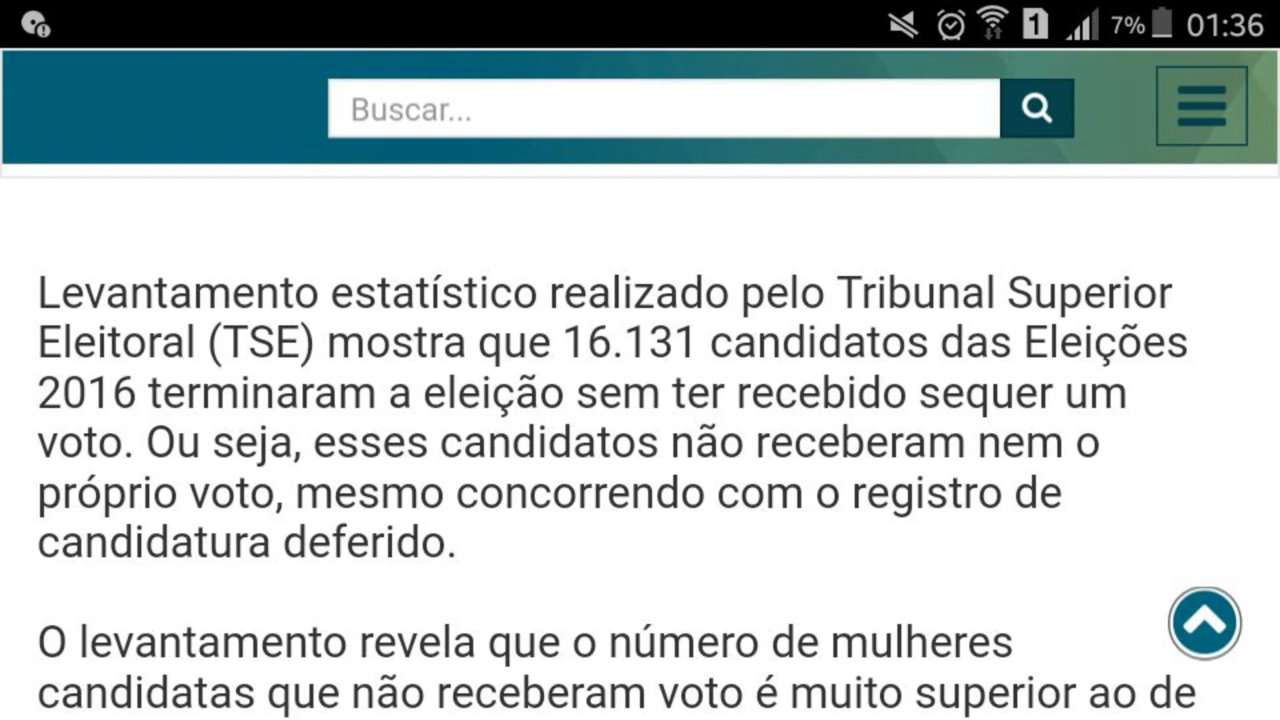 1 7% 01:36
Buscar...
Levantamento estatístico realizado pelo Tribunal Superior
Eleitoral (TSE) mostra que 16.131 candidatos das Eleições
2016 terminaram a eleição sem ter recebido sequer um
voto. Ou seja, esses candidatos não receberam nem o
próprio voto, mesmo concorrendo com o registro de
candidatura deferido.
O levantamento revela que o número de mulheres
candidatas que não receberam voto é muito superior ao de